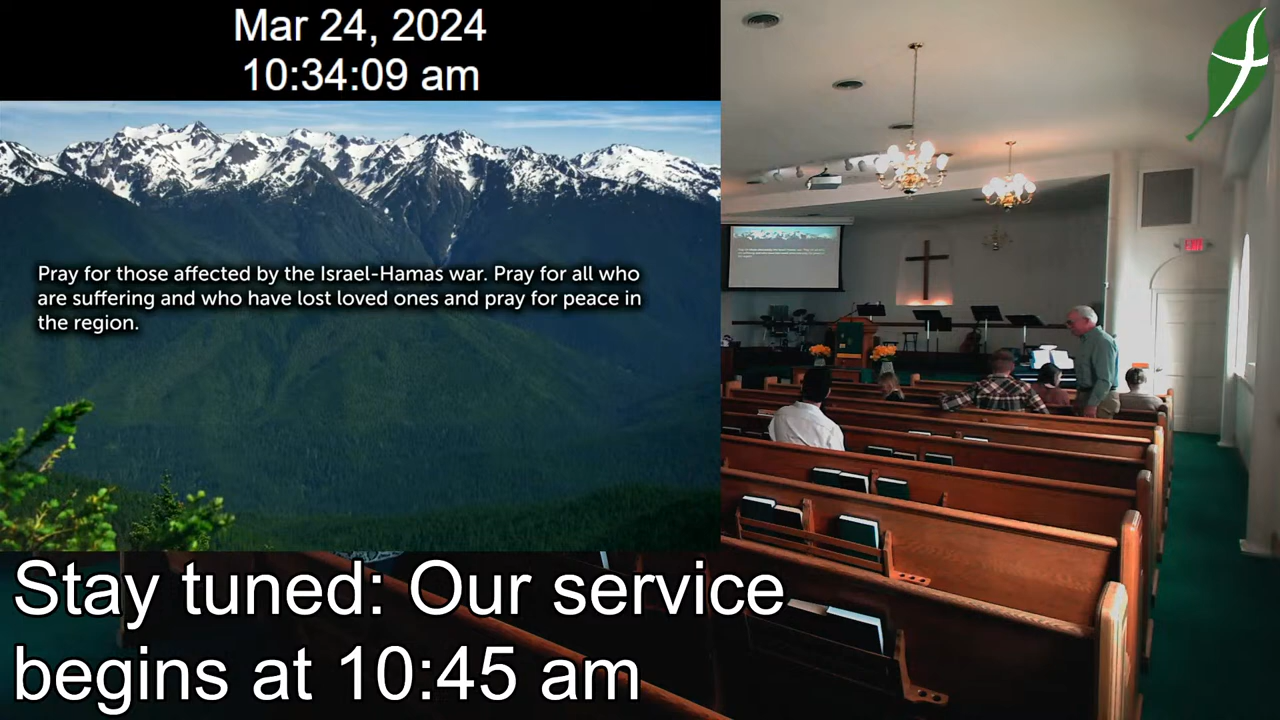 Mar 24, 2024
10:34:09 am
Pray for those affected by the Israel-Hamas war. Pray for all who
are suffering and who have lost loved ones and pray for peace in
the region.
EXIT
Stay tuned: Our service
begins at 10:45 am